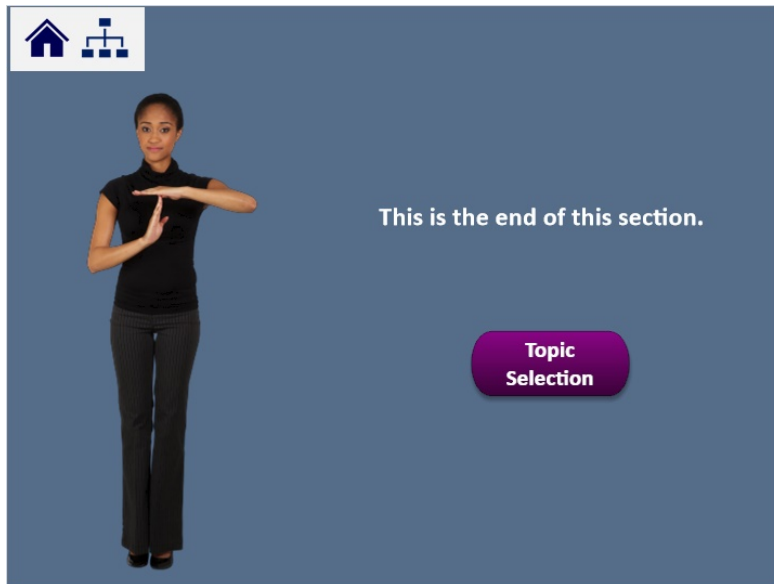 This is the end of this section.
Topic
Selection